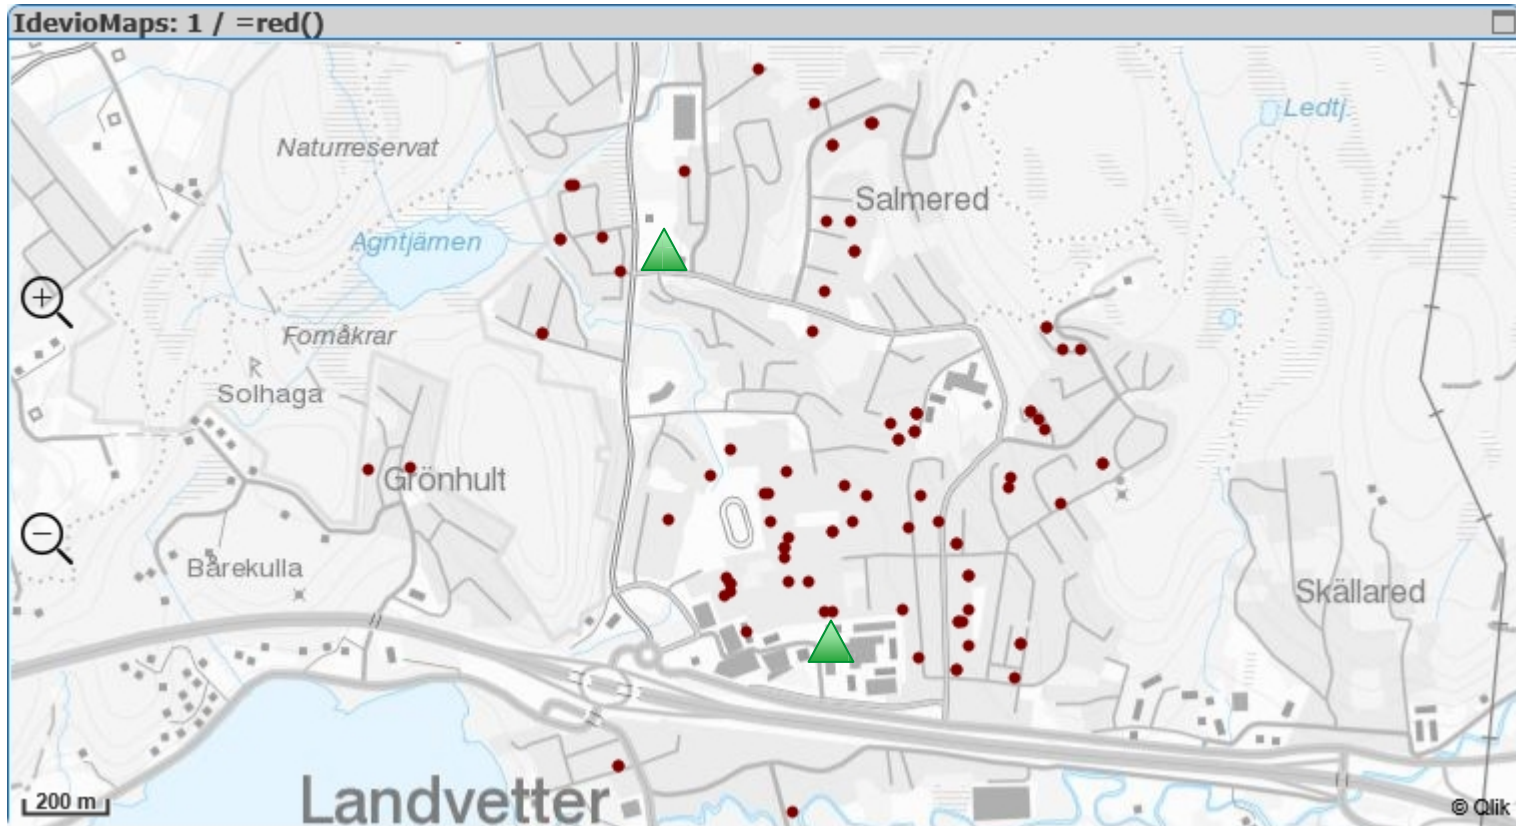 IdevioMaps: 1 / =red()
Ledtj.
Naturreservat
Salmered
Agntjärnen
Fornåkrar
R
Solhaga
Grönhult
Bårekulla
Skällared
Landvetter
200 m
© Qlik